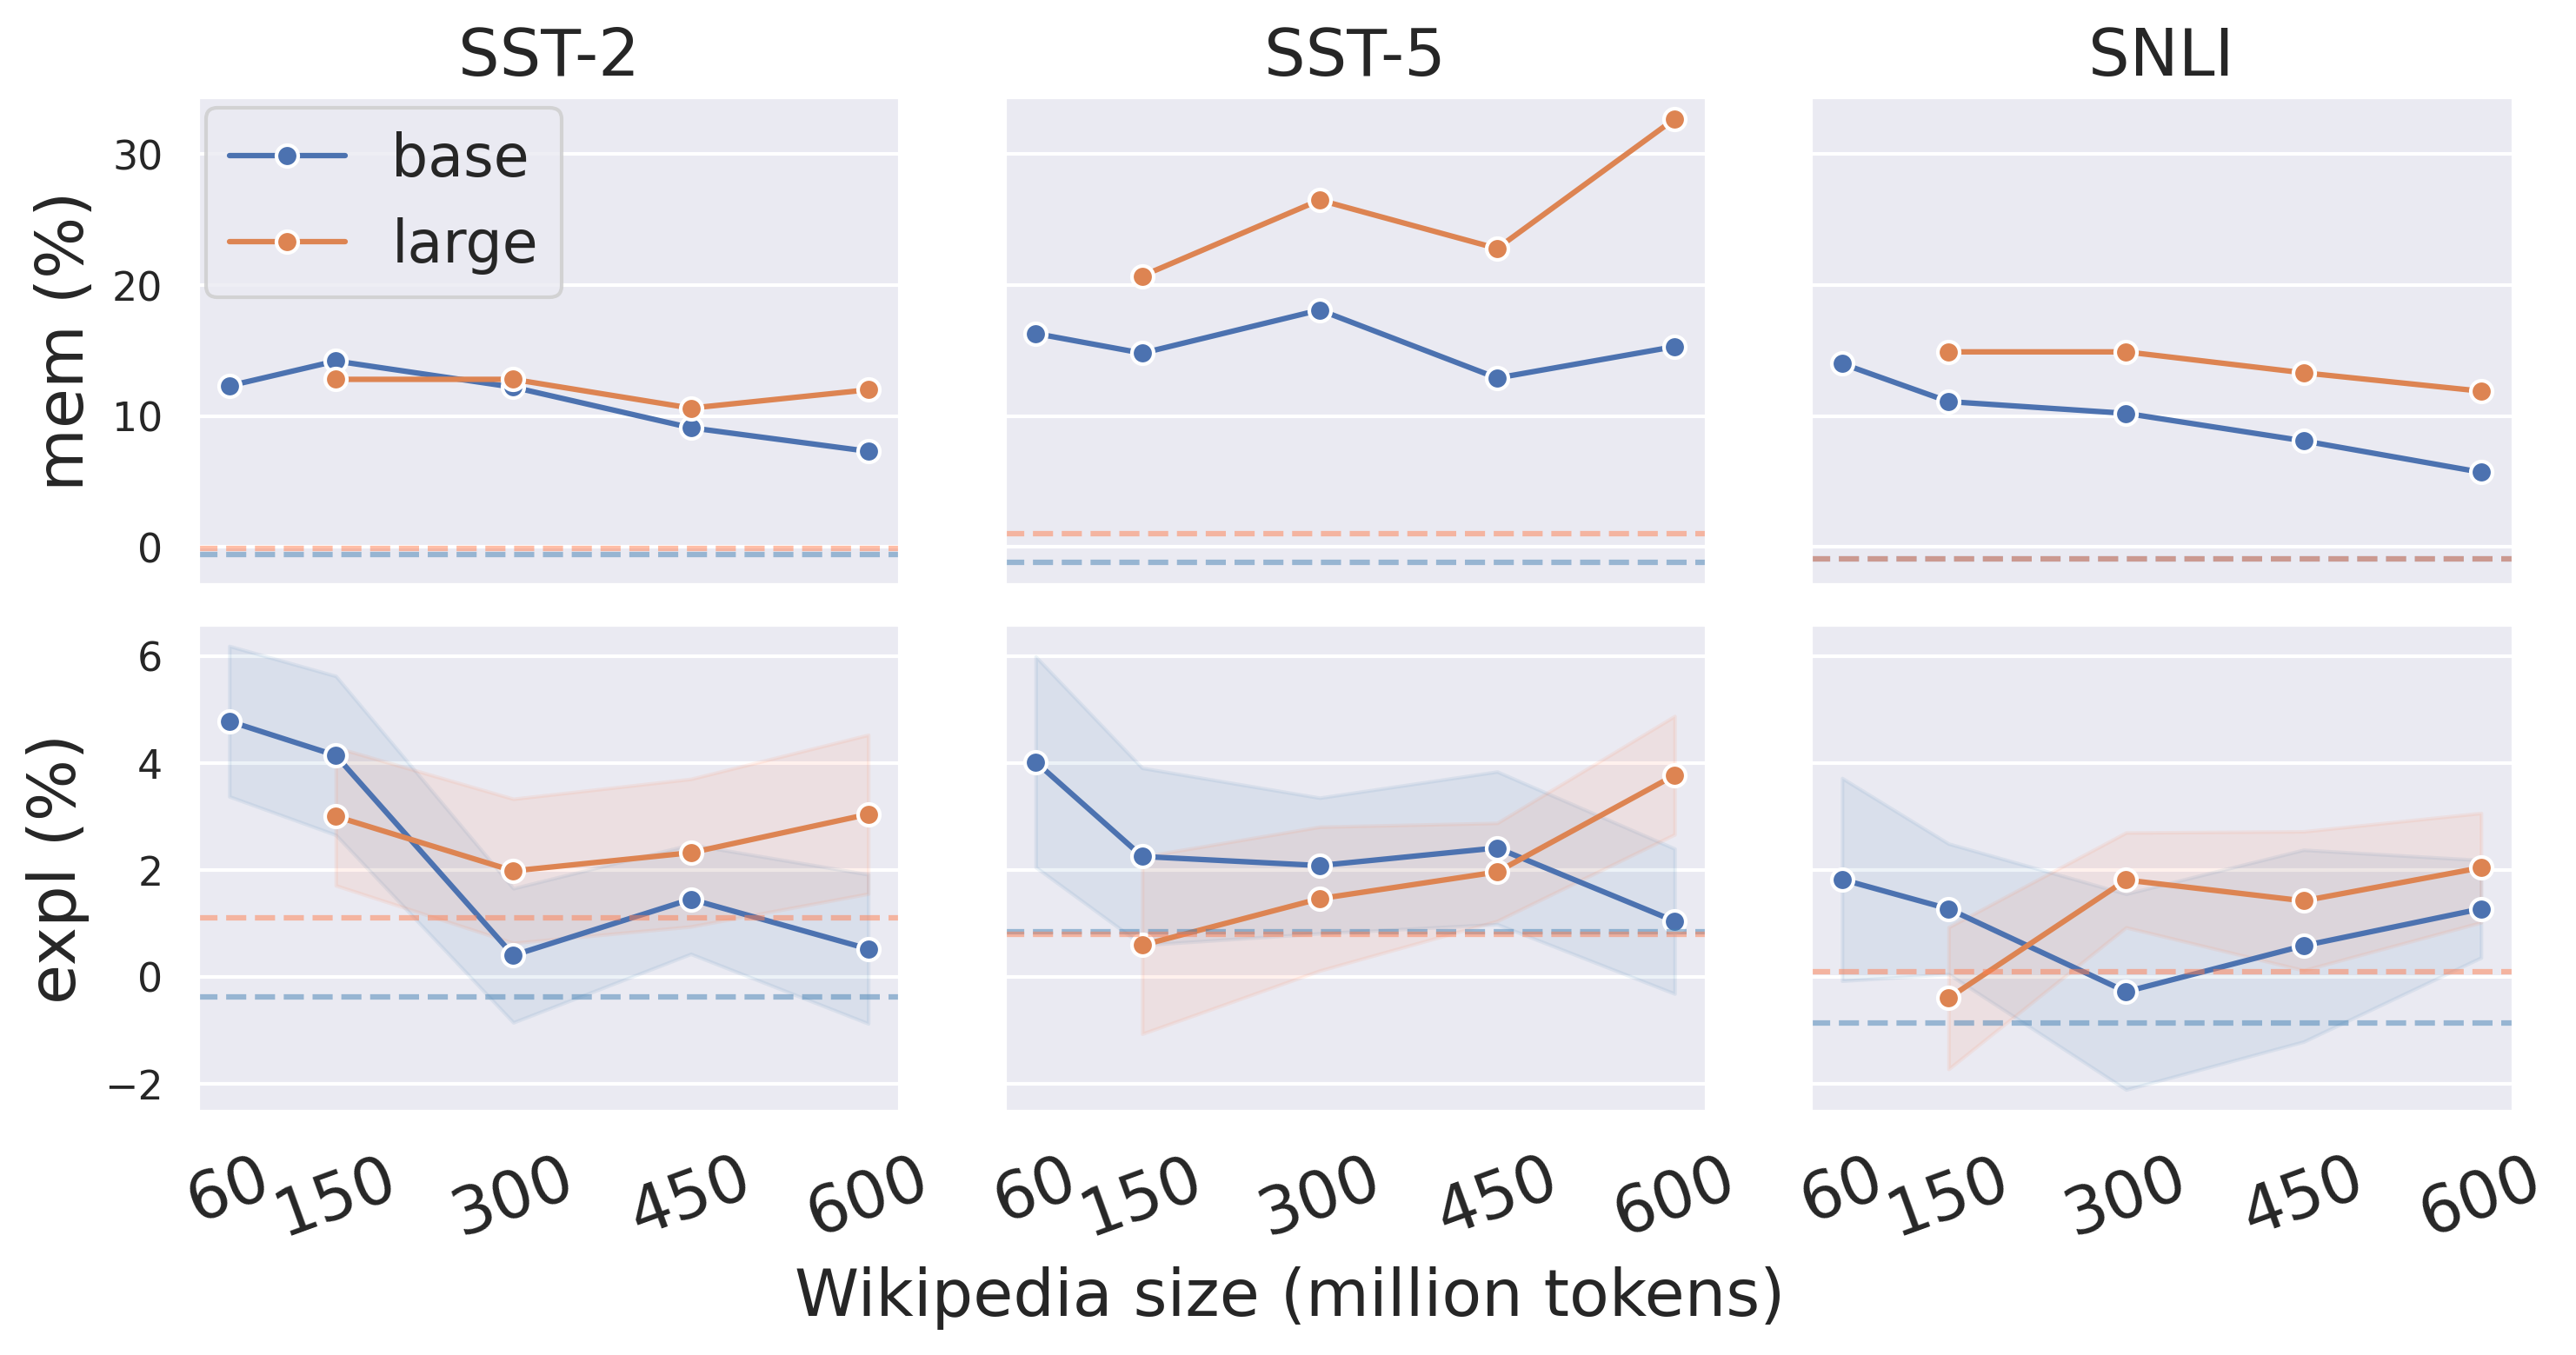 SST-2 SST-5 SNLI
base
large
mem (%)
30
20
10
0
expl (%)
6
4
2
0
−2
60 150 300 450 600 60 150 300 450 600 60 150 300 450 600
Wikipedia size (million tokens)